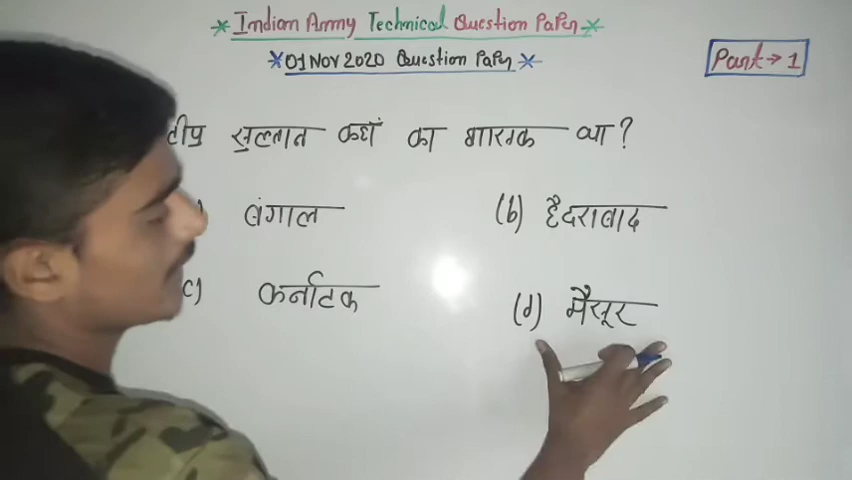 Indian Army Technical Question Paper
01 Nov 2020 Question Paper
Part→1
टीपू सुल्तान कहाँ का शासक था?
बंगाल (b) हैदराबाद
c) कर्नाटक (d) मैसूर